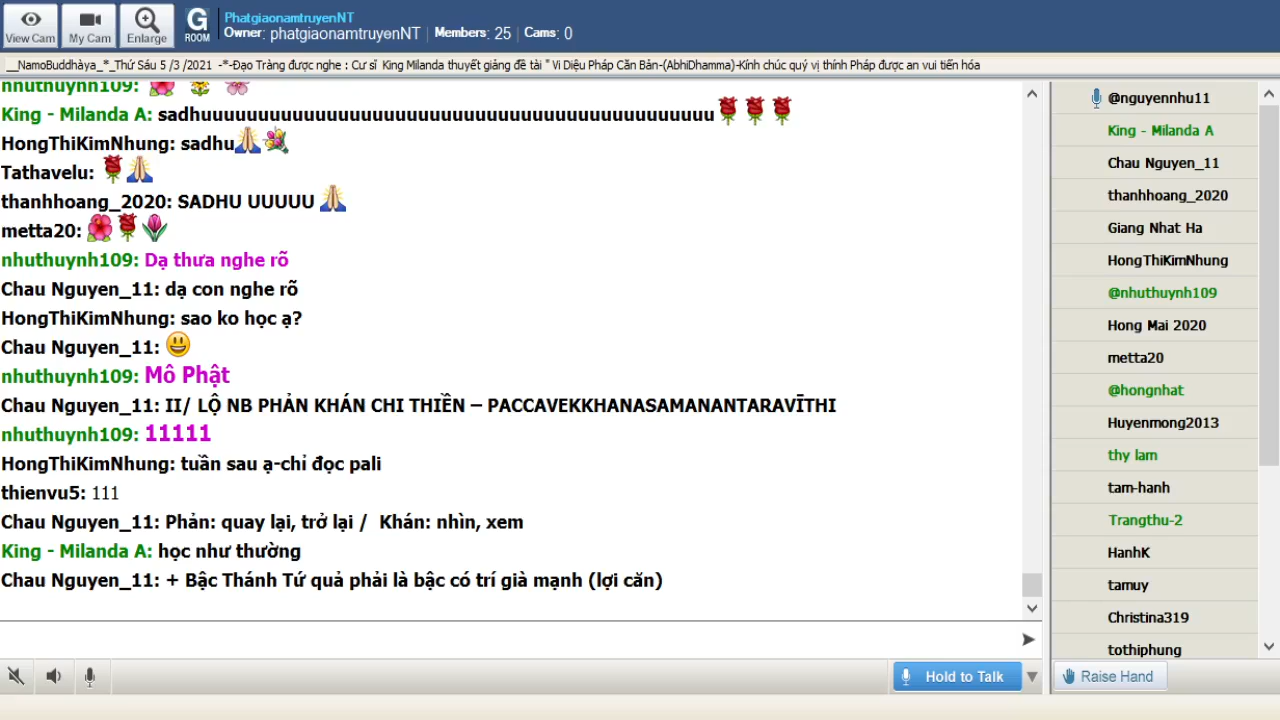 View Cam
My Cam
Enlarge
G
ROOM
PhatgiaonamtruyenNT
Owner: phatgiaonamtruyenNT Members: 25 Cams: 0
__NamoBuddhàya_*_Thứ Sáu 5 /3 /2021 -*-Đạo Tràng được nghe : Cư sĩ King Milanda thuyết giảng đề tài " Vi Diệu Pháp Căn Bản-(AbhiDhamma)-Kính chúc quý vị thính Pháp được an vui tiến hóa
nhuthuynh109:
King - Milanda A: sadhuuuuuuuuuuuuuuuuuuuuuuuuuuuuuuuuuuuuuuuuuuuuu
HongThiKimNhung: sadhu
Tathavelu:
thanhhoang_2020: SADHU UUUUU
metta20:
nhuthuynh109: Dạ thưa nghe rõ
Chau Nguyen_11: dạ con nghe rõ
HongThiKimNhung: sao ko học ạ?
Chau Nguyen_11:
nhuthuynh109: Mô Phật
Chau Nguyen_11: II/ LỘ NB PHẢN KHÁN CHI THIỀN – PACCAVEKKHANASAMANANTARAVĪTHI
nhuthuynh109: 11111
HongThiKimNhung: tuần sau ạ-chỉ đọc pali
thienvu5: 111
Chau Nguyen_11: Phản: quay lại, trở lại / Khán: nhìn, xem
King - Milanda A: học như thường
Chau Nguyen_11: + Bậc Thánh Tứ quả phải là bậc có trí già mạnh (lợi căn)
Hold to Talk
@nguyennhu11
King - Milanda A
Chau Nguyen_11
thanhhoang_2020
Giang Nhat Ha
HongThiKimNhung
@nhuthuynh109
Hong Mai 2020
metta20
@hongnhat
Huyenmong2013
thy lam
tam-hanh
Trangthu-2
HanhK
tamuy
Christina319
tothiphung
Raise Hand